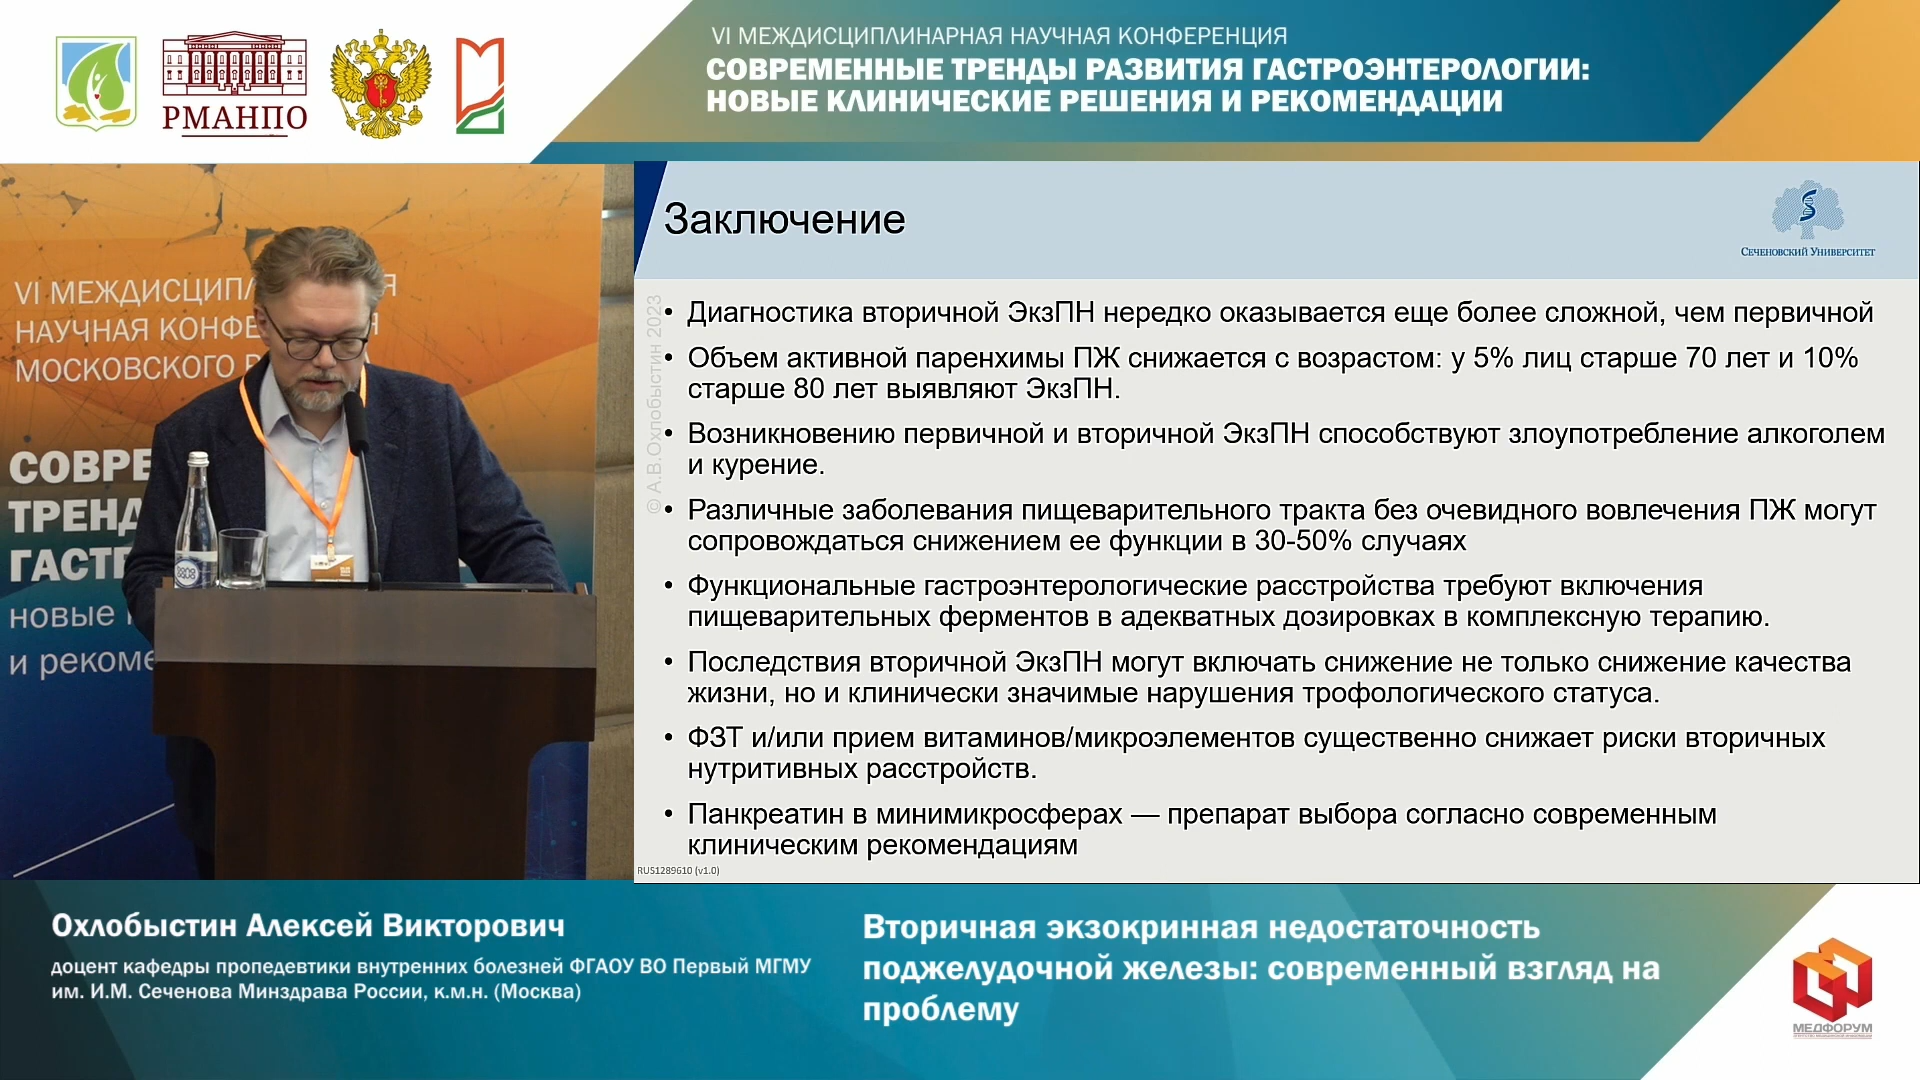 VI МЕЖДИСЦИПЛИНАРНАЯ НАУЧНАЯ КОНФЕРЕНЦИЯ
СОВРЕМЕННЫЕ ТРЕНДЫ РАЗВИТИЯ ГАСТРОЭНТЕРОЛОГИИ:
НОВЫЕ КЛИНИЧЕСКИЕ РЕШЕНИЯ И РЕКОМЕНДАЦИИ
РМАНПО
VI МЕЖДИСЦИПЛ
НАУЧНАЯ КОНФЕ
МОСКОВСКОГО Р
СОВРЕ
ТРЕНД
ГАСТР
новые
и рекоме
Заключение
Сеченовский Университет
© А.В.Охлобыстин 2023
• Диагностика вторичной ЭкзПН нередко оказывается еще более сложной, чем первичной
• Объем активной паренхимы ПЖ снижается с возрастом: у 5% лиц старше 70 лет и 10%
старше 80 лет выявляют ЭкзПН.
• Возникновению первичной и вторичной ЭкзПН способствуют злоупотребление алкоголем
и курение.
• Различные заболевания пищеварительного тракта без очевидного вовлечения ПЖ могут
сопровождаться снижением ее функции в 30-50% случаях
• Функциональные гастроэнтерологические расстройства требуют включения
пищеварительных ферментов в адекватных дозировках в комплексную терапию.
• Последствия вторичной ЭкзПН могут включать снижение не только снижение качества
жизни, но и клинически значимые нарушения трофологического статуса.
• ФЗТ и/или прием витаминов/микроэлементов существенно снижает риски вторичных
нутритивных расстройств.
• Панкреатин в минимикросферах — препарат выбора согласно современным
клиническим рекомендациям
RUS1289610 (v1.0)
Охлобыстин Алексей Викторович
доцент кафедры пропедевтики внутренних болезней ФГАОУ ВО Первый МГМУ
им. И.М. Сеченова Минздрава России, к.м.н. (Москва)
Вторичная экзокринная недостаточность
поджелудочной железы: современный взгляд на
проблему
МЕДФОРУМ